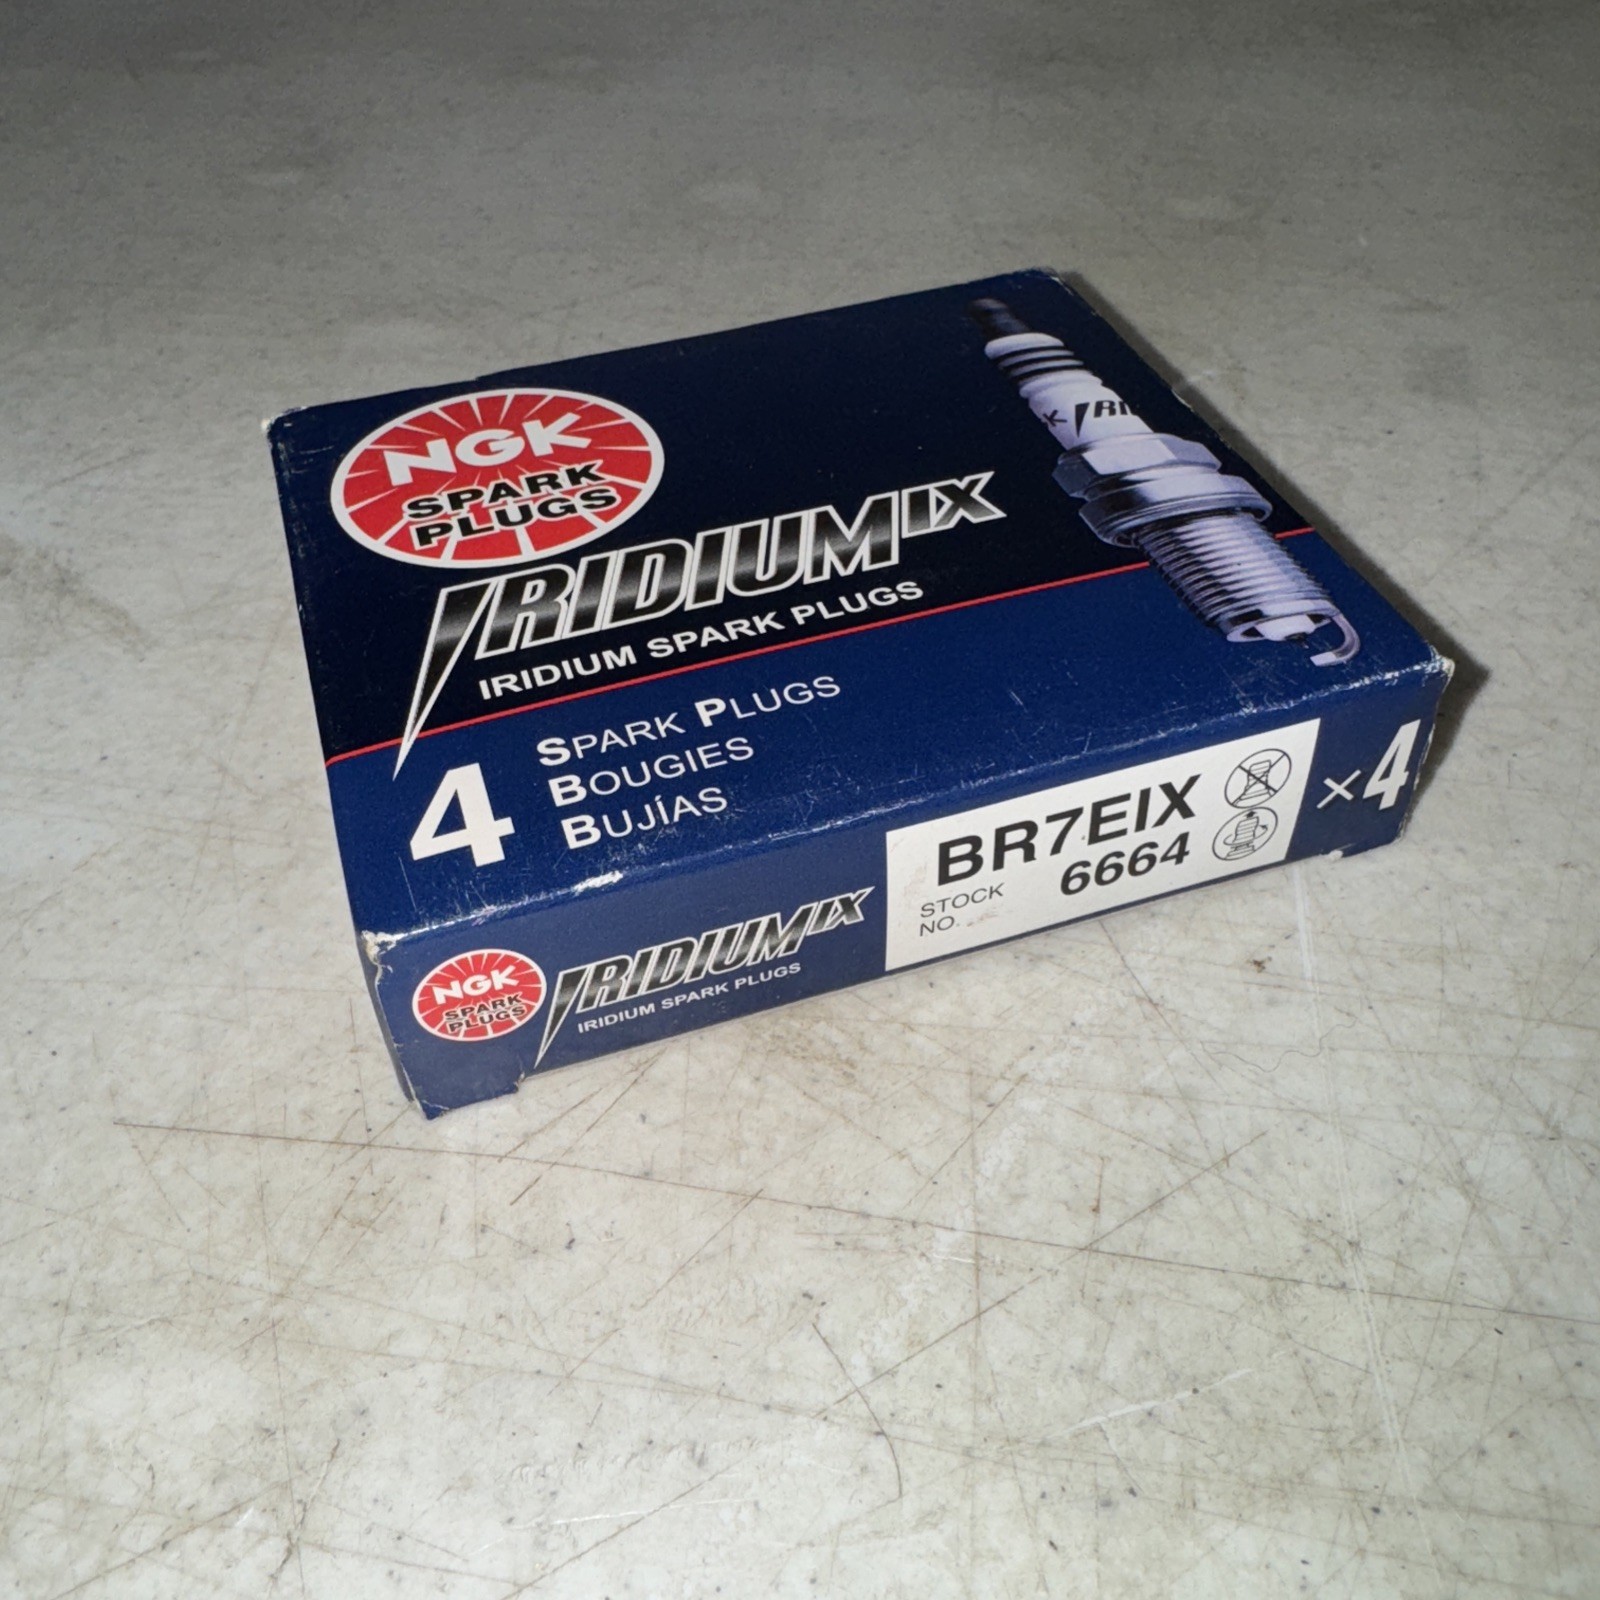 NGK
SPARK
PLUGS
IRIDIUM IX
IRIDIUM SPARK PLUGS
4
SPARK PLUGS
BOUGIES
BUJÍAS
K IRI
NGK
SPARK
PLUGS
IRIDIUM IX
IRIDIUM SPARK PLUGS
BR7EIX
STOCK
NO.
6664
×4